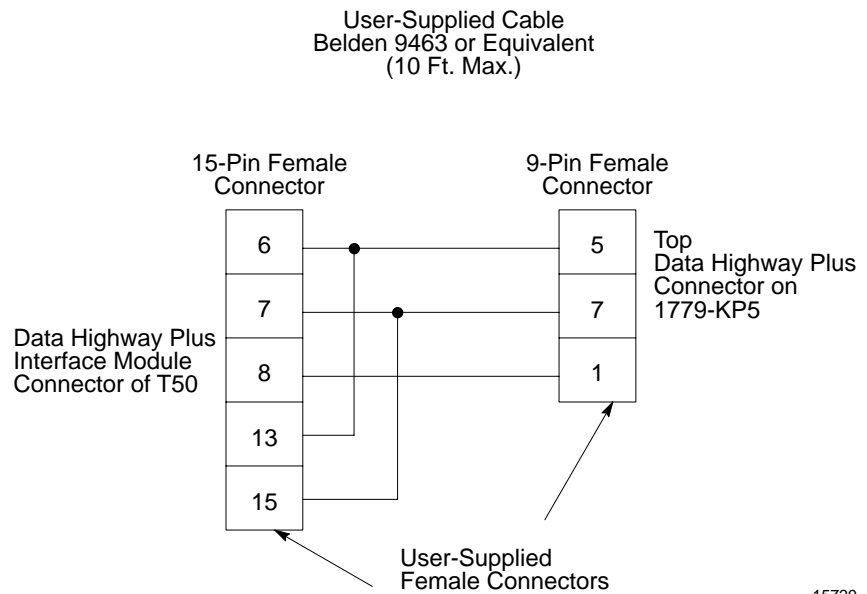 User-Supplied Cable
Belden 9463 or Equivalent
(10 Ft. Max.)
15-Pin Female
Connector
9-Pin Female
Connector
6
5
Top
Data Highway Plus
Connector on
1779-KP5
7
7
Data Highway Plus
Interface Module
Connector of T50
8
1
13
15
User-Supplied
Female Connectors